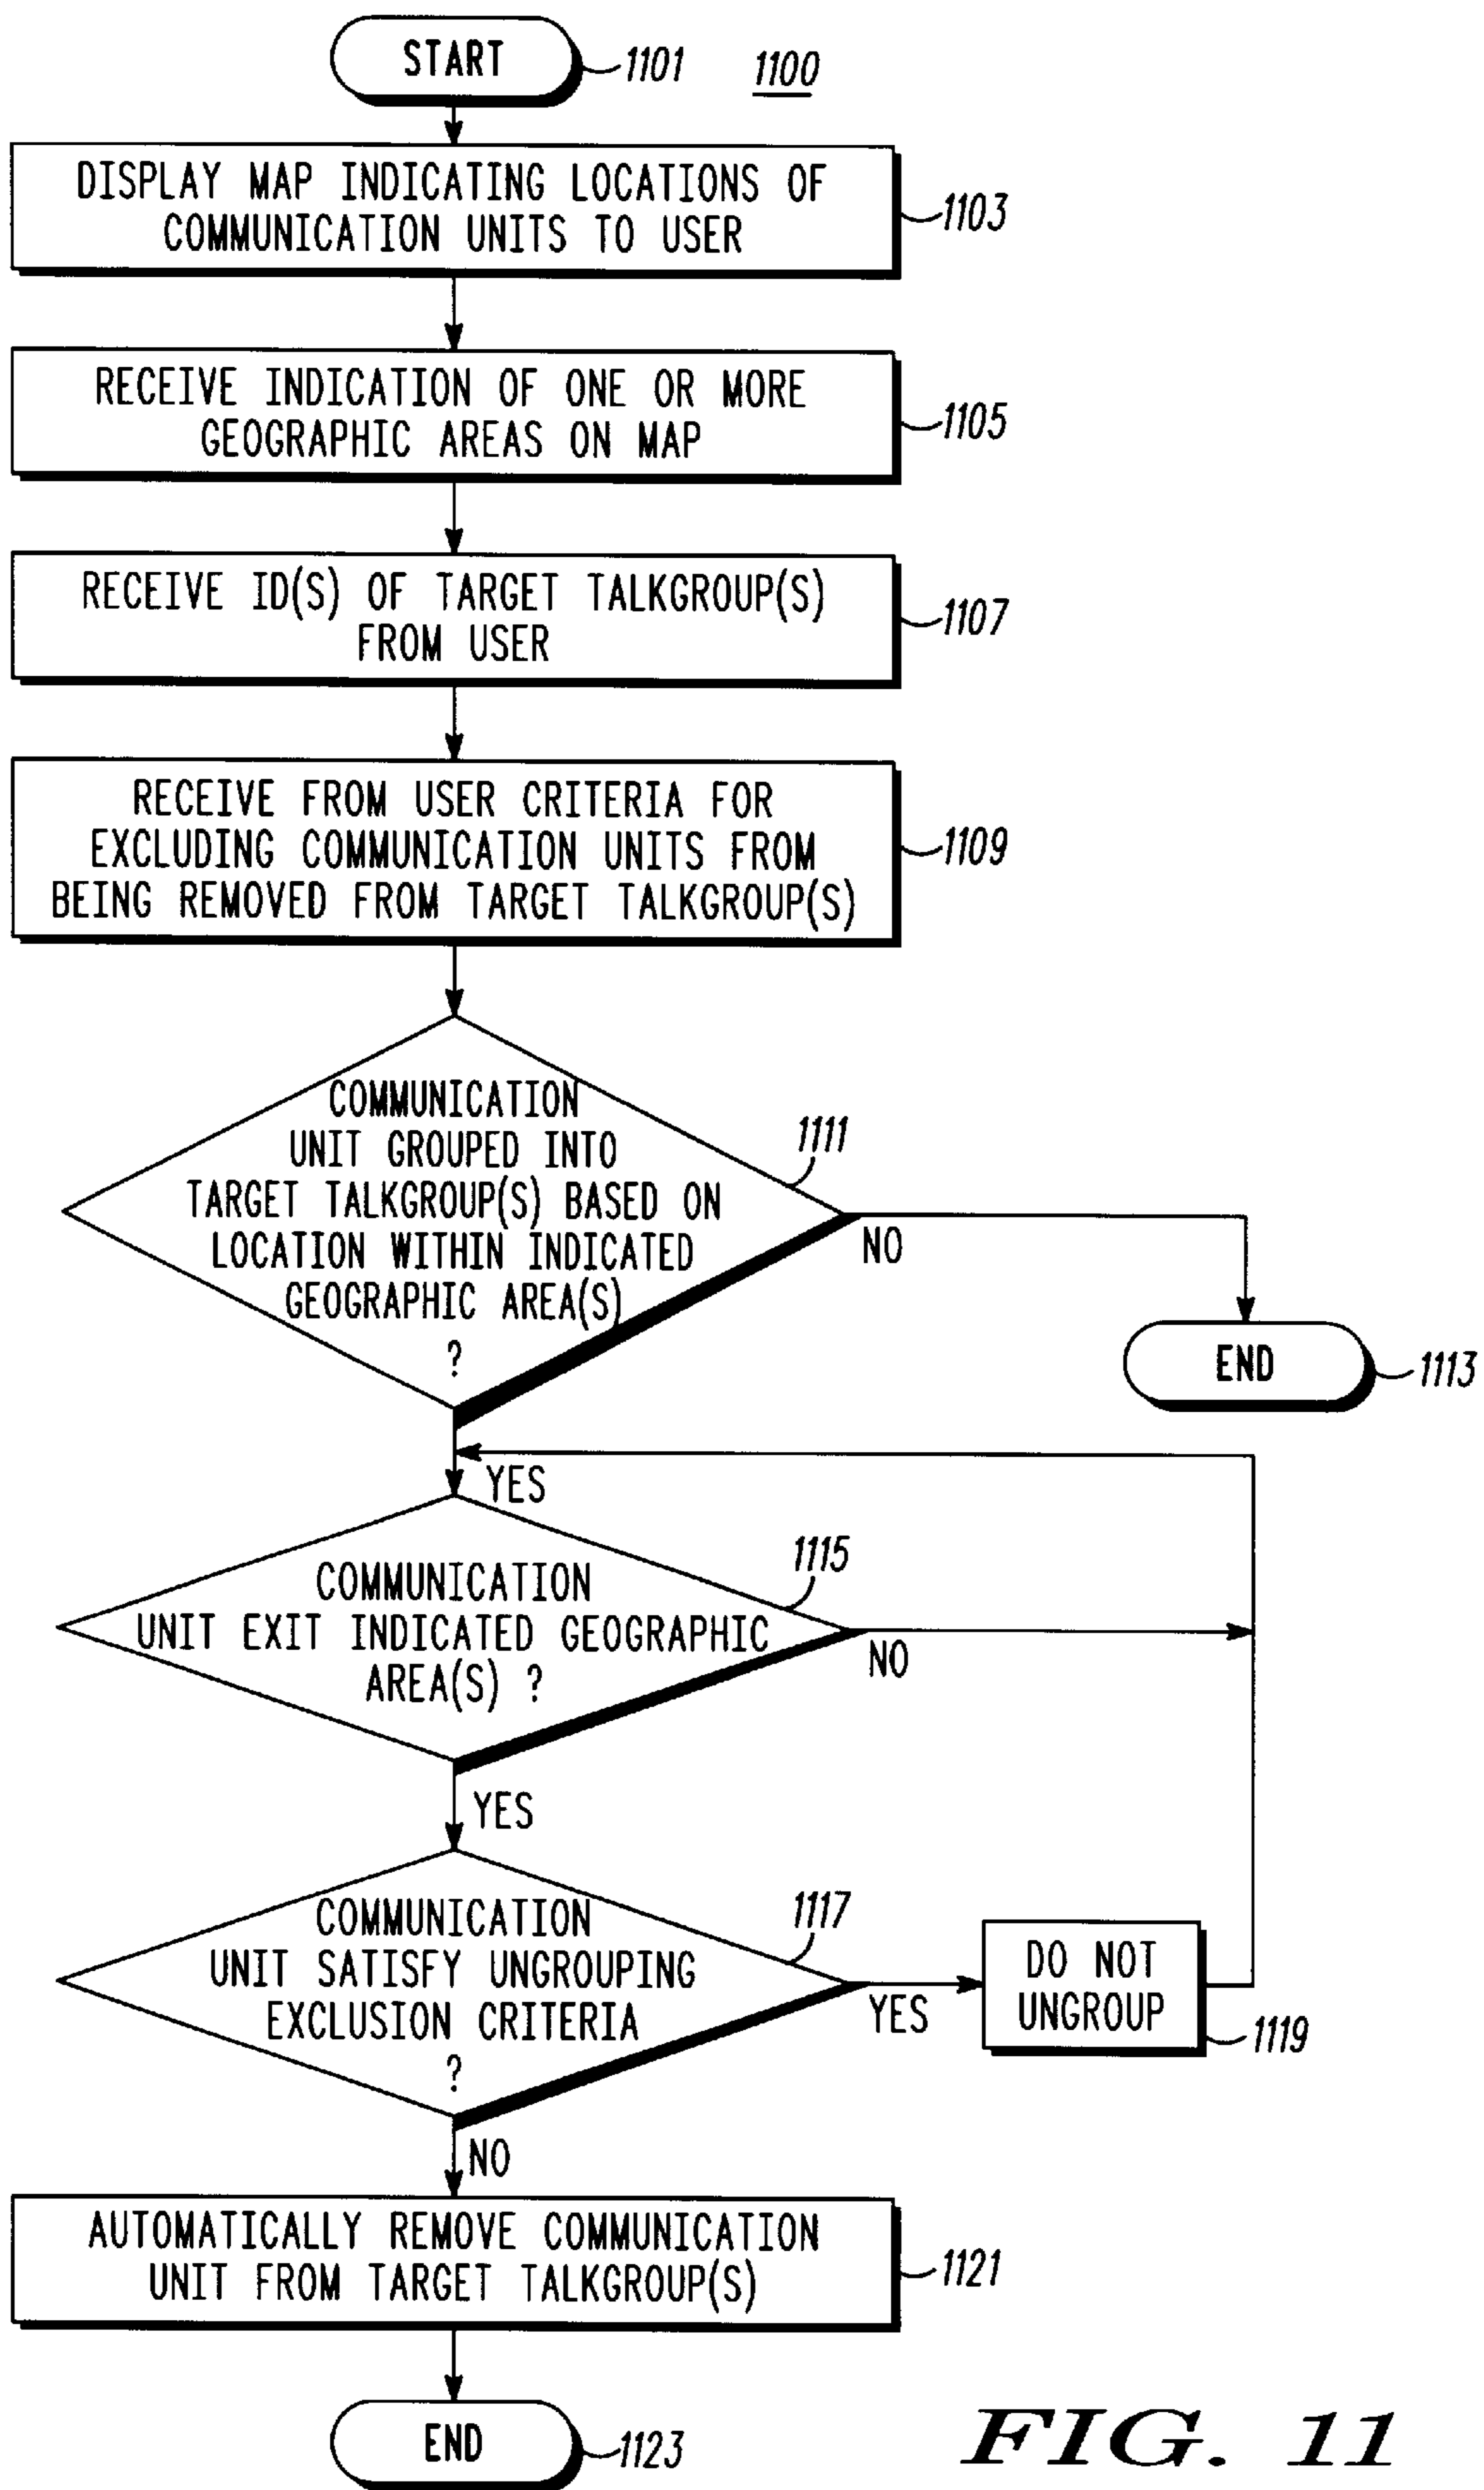 START
1101
1100
DISPLAY MAP INDICATING LOCATIONS OF
COMMUNICATION UNITS TO USER
1103
RECEIVE INDICATION OF ONE OR MORE
GEOGRAPHIC AREAS ON MAP
1105
RECEIVE ID(S) OF TARGET TALKGROUP(S)
FROM USER
1107
RECEIVE FROM USER CRITERIA FOR
EXCLUDING COMMUNICATION UNITS FROM
BEING REMOVED FROM TARGET TALKGROUP(S)
1109
COMMUNICATION
UNIT GROUPED INTO
TARGET TALKGROUP(S) BASED ON
LOCATION WITHIN INDICATED
GEOGRAPHIC AREA(S)
?
1111
NO
END
1113
YES
COMMUNICATION
UNIT EXIT INDICATED GEOGRAPHIC
AREA(S) ?
1115
NO
YES
COMMUNICATION
UNIT SATISFY UNGROUPING
EXCLUSION CRITERIA
?
1117
YES
DO NOT
UNGROUP
1119
NO
AUTOMATICALLY REMOVE COMMUNICATION
UNIT FROM TARGET TALKGROUP(S)
1121
END
1123
FIG. 11